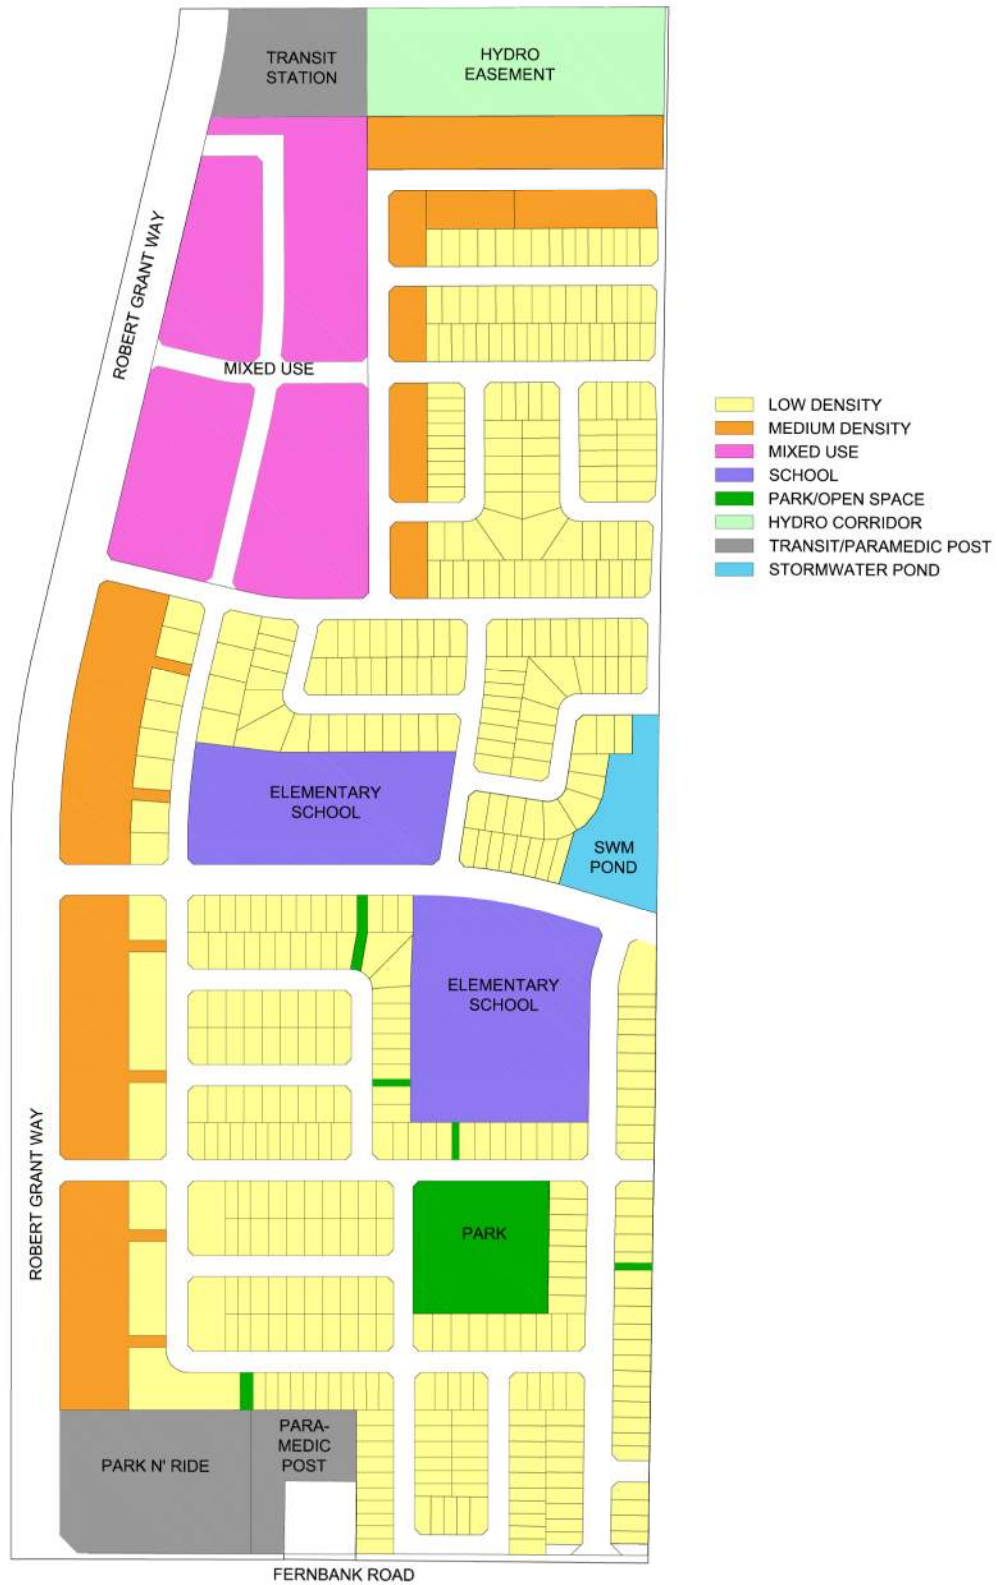 TRANSIT
STATION
HYDRO
EASEMENT
ROBERT GRANT WAY
MIXED USE
LOW DENSITY
MEDIUM DENSITY
MIXED USE
SCHOOL
PARK/OPEN SPACE
HYDRO CORRIDOR
TRANSIT/PARAMEDIC POST
STORMWATER POND
ELEMENTARY
SCHOOL
SWM
POND
ELEMENTARY
SCHOOL
ROBERT GRANT WAY
PARK
PARK N' RIDE
PARA-
MEDIC
POST
FERNBANK ROAD